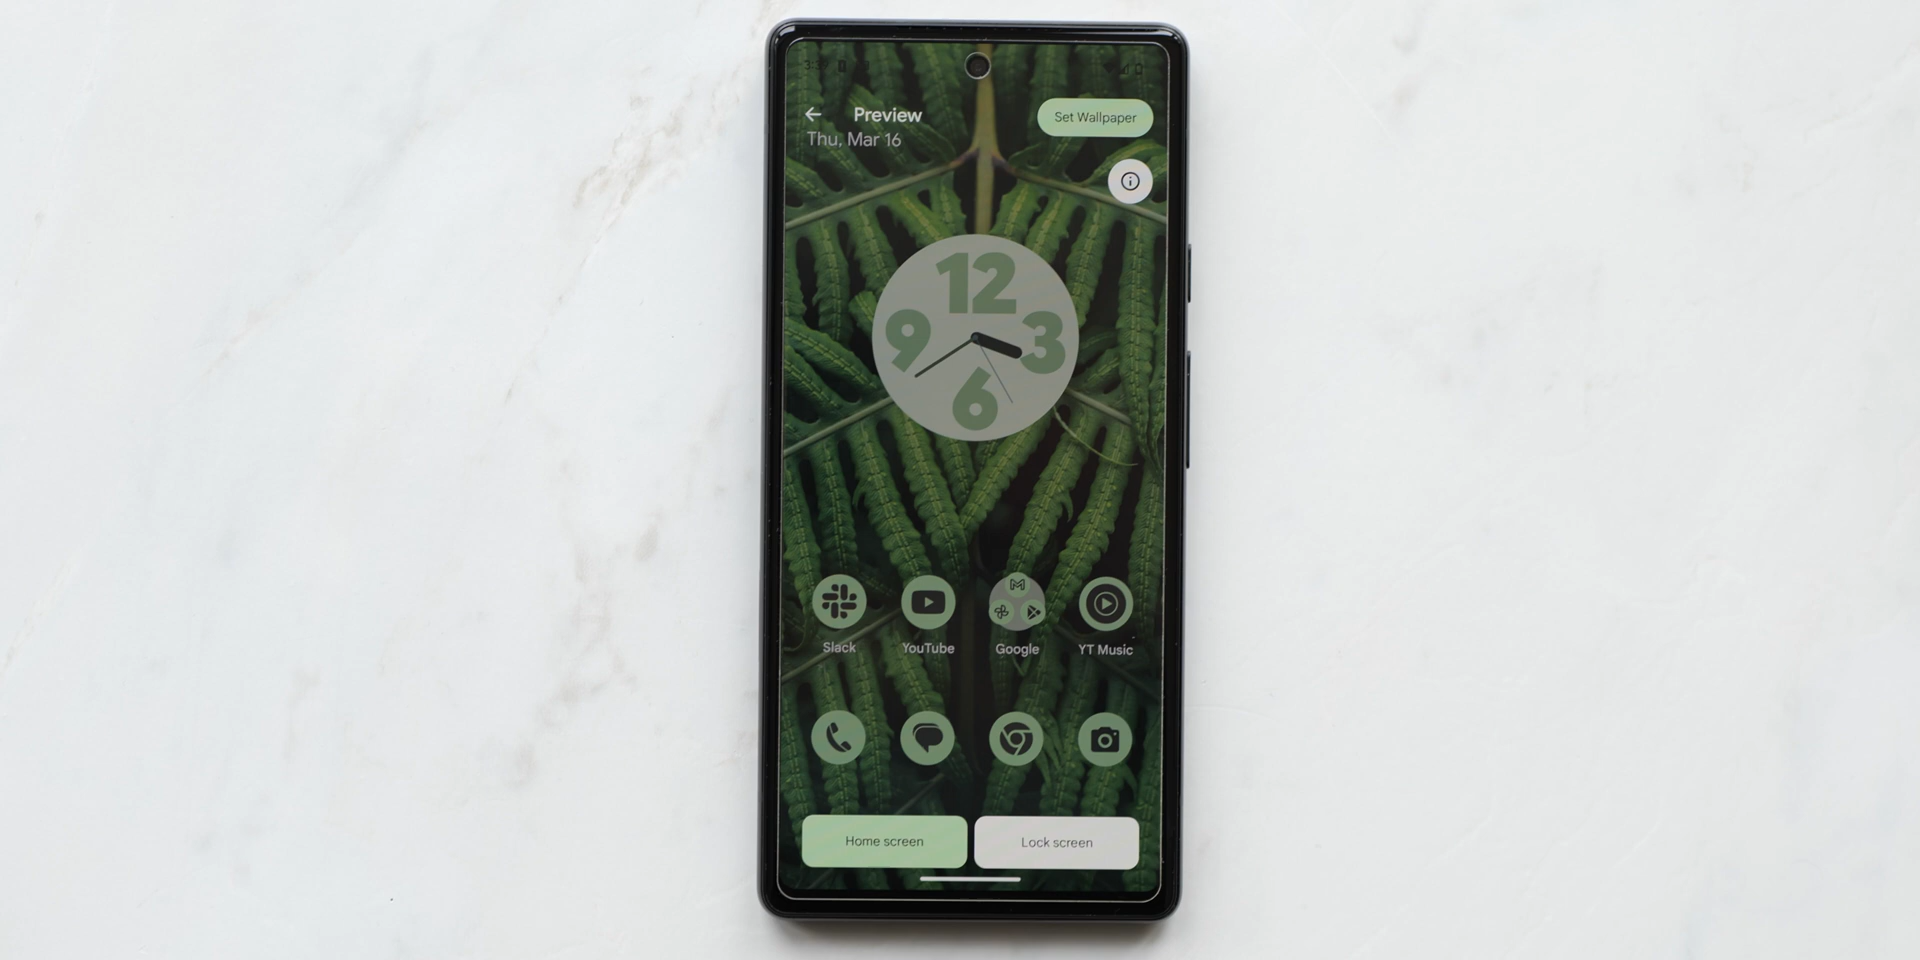 Preview
Set Wallpaper
Thu, Mar 16
12
9
3
6
Slack
YouTube
Google
YT Music
Home screen
Lock screen